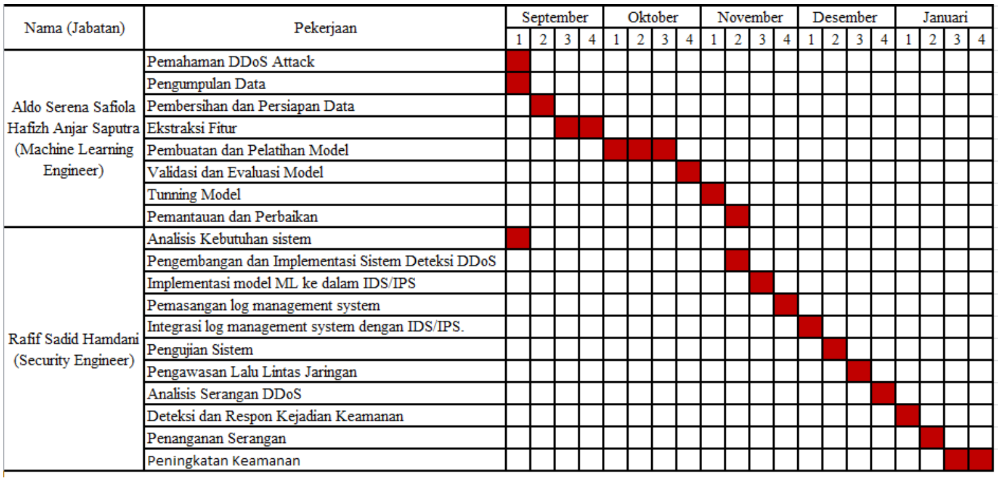 Nama (Jabatan) Pekerjaan September Oktober November Desember Januari
1 2 3 4 1 2 3 4 1 2 3 4 1 2 3 4 1 2 3 4
Aldo Serena Safiola
Hafizh Anjar Saputra
(Machine Learning
Engineer)
Pemahaman DDoS Attack
Pengumpulan Data
Pembersihan dan Persiapan Data
Ekstraksi Fitur
Pembuatan dan Pelatihan Model
Validasi dan Evaluasi Model
Tunning Model
Pemantauan dan Perbaikan
Rafif Sadid Hamdani
(Security Engineer)
Analisis Kebutuhan sistem
Pengembangan dan Implementasi Sistem Deteksi DDoS
Implementasi model ML ke dalam IDS/IPS
Pemasangan log management system
Integrasi log management system dengan IDS/IPS.
Pengujian Sistem
Pengawasan Lalu Lintas Jaringan
Analisis Serangan DDoS
Deteksi dan Respon Kejadian Keamanan
Penanganan Serangan
Peningkatan Keamanan